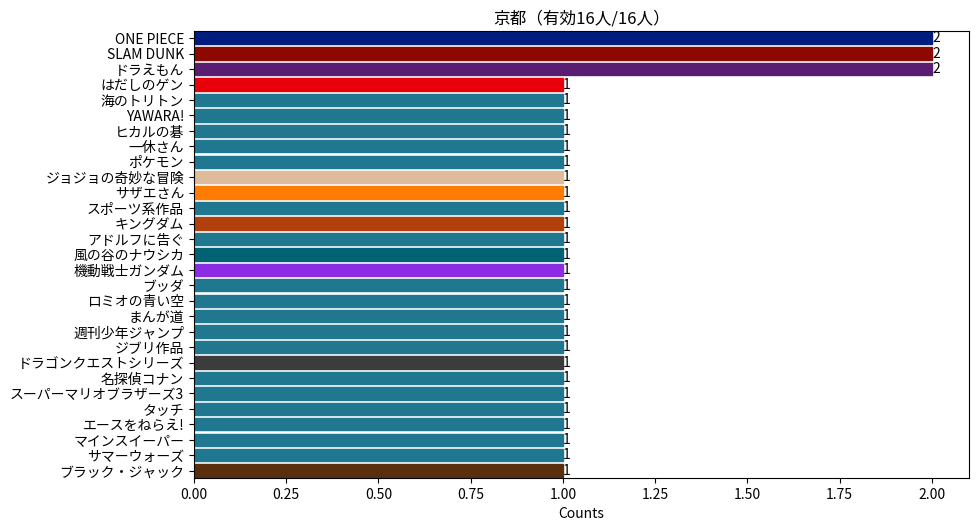 京都（有効16人/16人）
ONE PIECE 2
SLAM DUNK 2
ドラえもん 2
はだしのゲン 1
海のトリトン 1
YAWARA! 1
ヒカルの碁 1
一休さん 1
ポケモン 1
ジョジョの奇妙な冒険 1
サザエさん 1
スポーツ系作品 1
キングダム 1
アドルフに告ぐ 1
風の谷のナウシカ 1
機動戦士ガンダム 1
ブッダ 1
ロミオの青い空 1
まんが道 1
週刊少年ジャンプ 1
ジブリ作品 1
ドラゴンクエストシリーズ 1
名探偵コナン 1
スーパーマリオブラザーズ3 1
タッチ 1
エースをねらえ! 1
マインスイーパー 1
サマーウォーズ 1
ブラック・ジャック 1
0.00 0.25 0.50 0.75 1.00 1.25 1.50 1.75 2.00
Counts